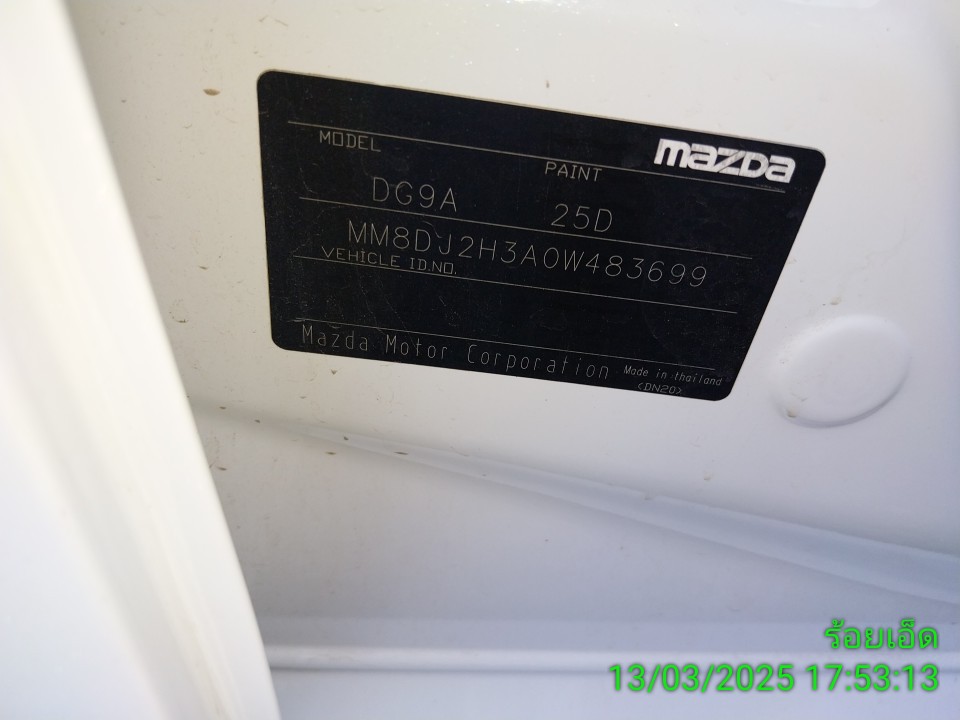 mazda
MODEL PAINT
DG9A 25D
MM8DJ2H3A0W483699
VEHICLE ID.NO.
Mazda Motor Corporation Made in thailand
<DN20>
ร้อยเอ็ด
13/03/2025 17:53:13